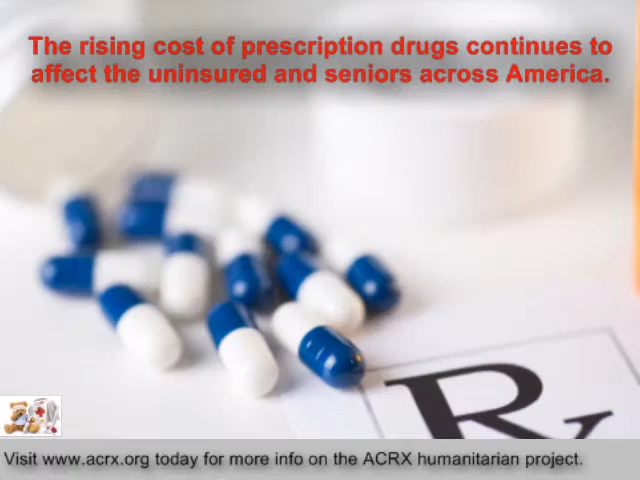 The rising cost of prescription drugs continues to
affect the uninsured and seniors across America.
R
Visit www.acrx.org today for more info on the ACRX humanitarian project.